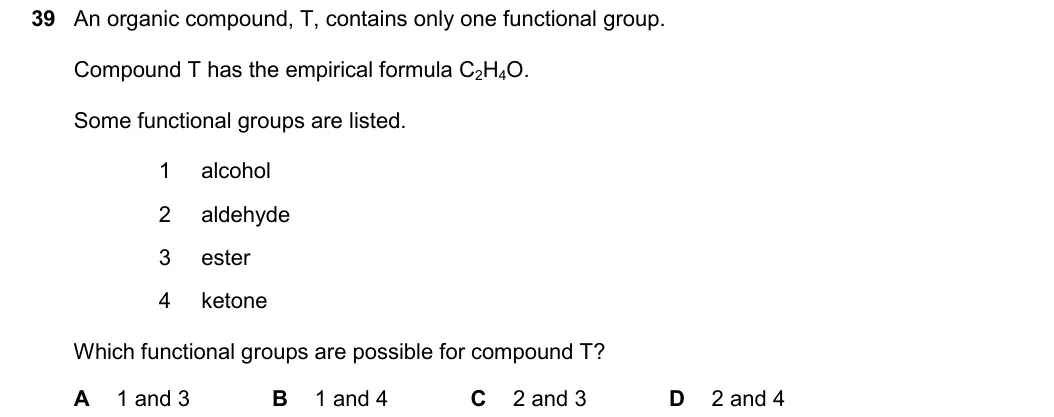 39 An organic compound, T, contains only one functional group.
Compound T has the empirical formula C₂H₄O.
Some functional groups are listed.
1 alcohol
2 aldehyde
3 ester
4 ketone
Which functional groups are possible for compound T?
A 1 and 3 B 1 and 4 C 2 and 3 D 2 and 4